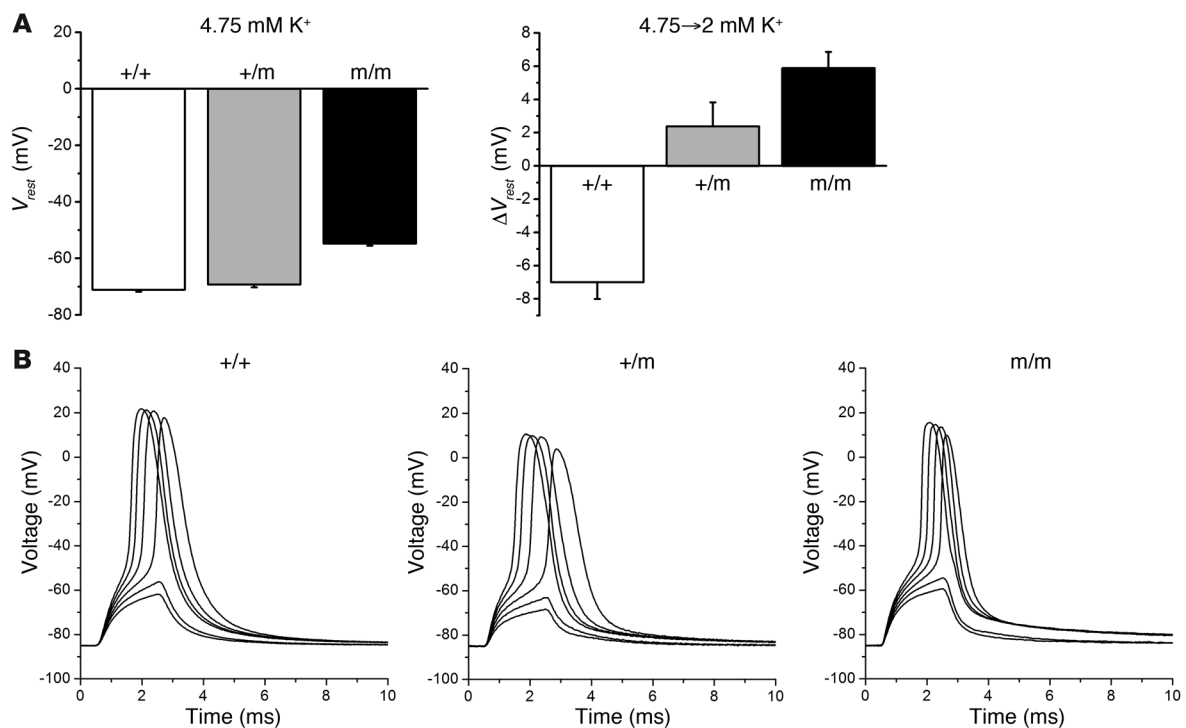 A
4.75 mM K⁺
20
0
-20
-40
-60
-80
V_rest (mV)
+/+
+/m
m/m
4.75→2 mM K⁺
8
6
4
2
0
-2
-4
-6
-8
ΔV_rest (mV)
+/+
+/m
m/m
B
+/+
40
20
0
-20
-40
-60
-80
-100
Voltage (mV)
0 2 4 6 8 10
Time (ms)
+/m
40
20
0
-20
-40
-60
-80
-100
Voltage (mV)
0 2 4 6 8 10
Time (ms)
m/m
40
20
0
-20
-40
-60
-80
-100
Voltage (mV)
0 2 4 6 8 10
Time (ms)